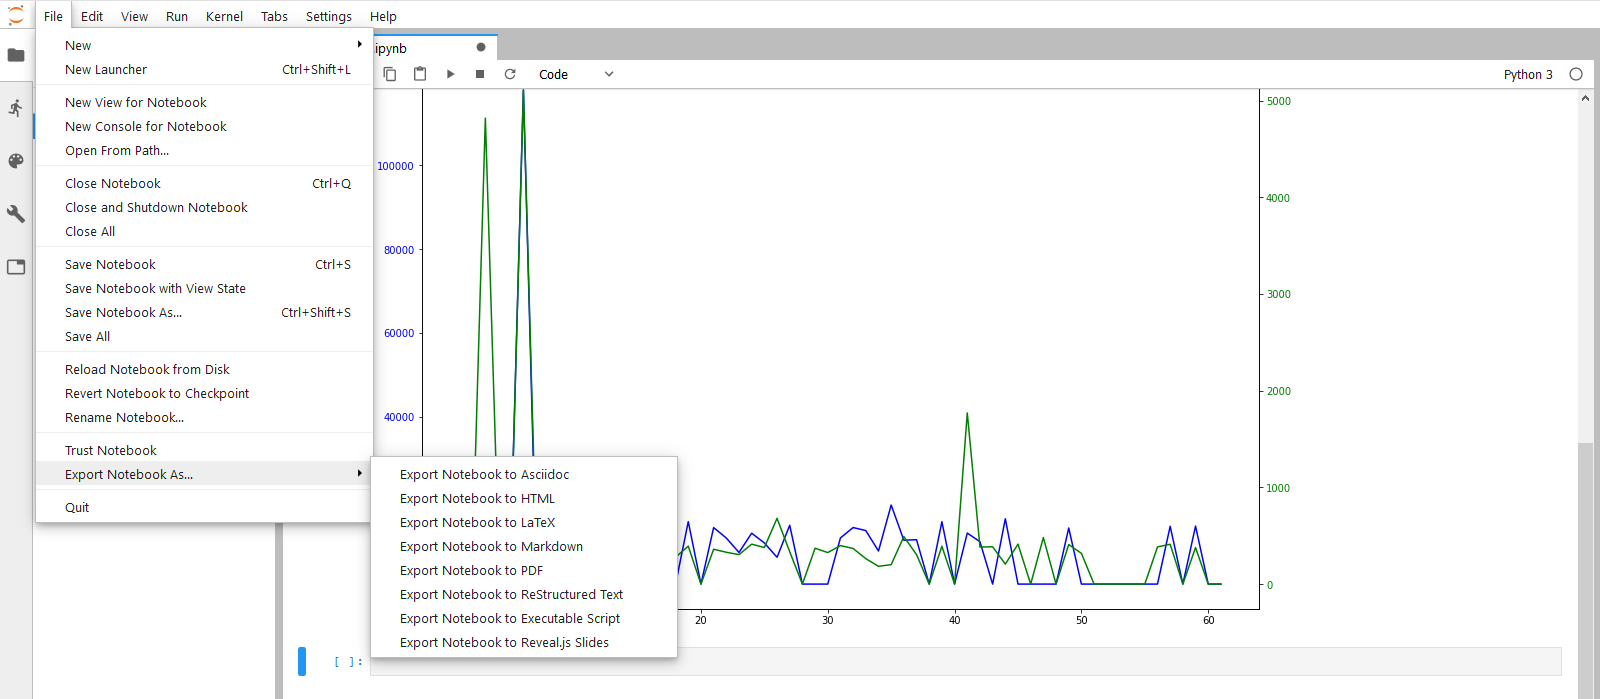 File Edit View Run Kernel Tabs Settings Help
.ipynb
Code
Python 3
New
New Launcher Ctrl+Shift+L
New View for Notebook
New Console for Notebook
Open From Path...
Close Notebook Ctrl+Q
Close and Shutdown Notebook
Close All
Save Notebook Ctrl+S
Save Notebook with View State
Save Notebook As... Ctrl+Shift+S
Save All
Reload Notebook from Disk
Revert Notebook to Checkpoint
Rename Notebook...
Trust Notebook
Export Notebook As...
Quit
Export Notebook to Asciidoc
Export Notebook to HTML
Export Notebook to LaTeX
Export Notebook to Markdown
Export Notebook to PDF
Export Notebook to ReStructured Text
Export Notebook to Executable Script
Export Notebook to Reveal.js Slides
100000
80000
60000
40000
5000
4000
3000
2000
1000
0
20 30 40 50 60
[ ]: